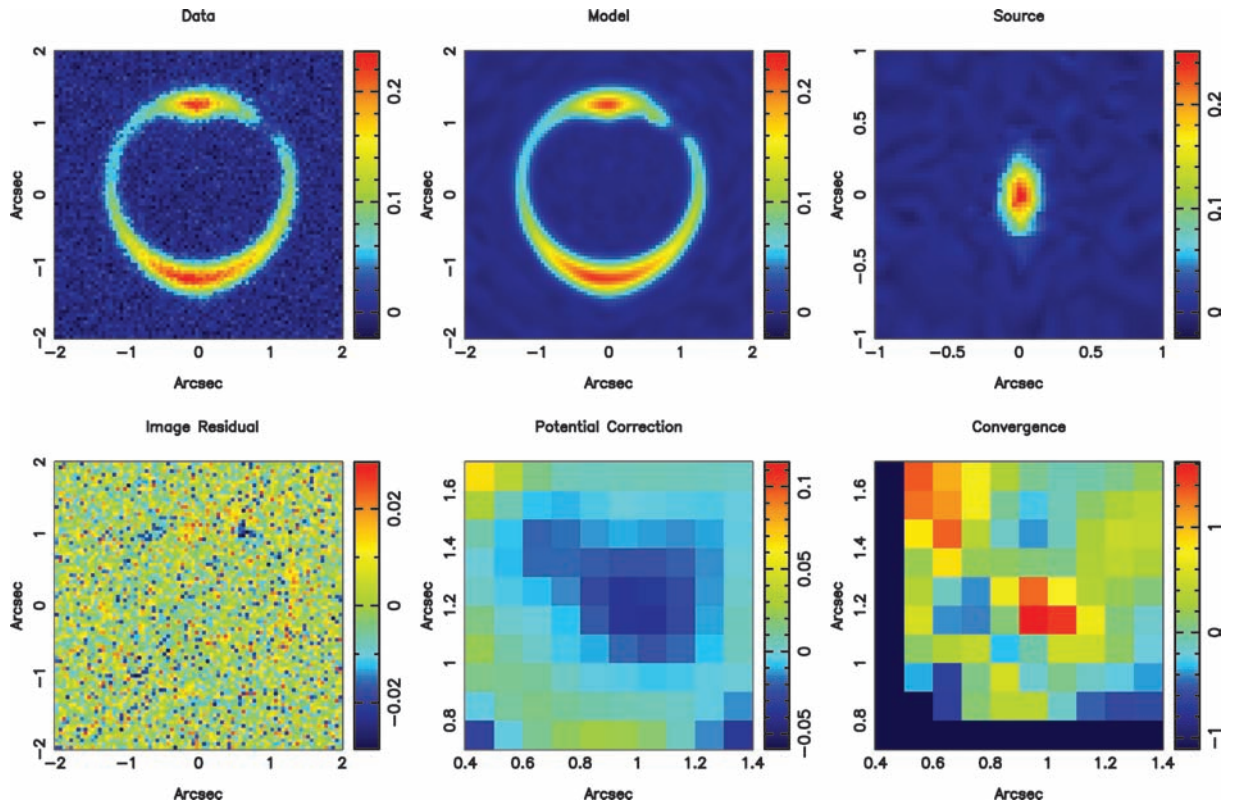 Data
Model
Source
2
1
0
−1
−2
Arcsec
0.2
0.1
0
−2 −1 0 1 2
Arcsec
2
1
0
−1
−2
Arcsec
0.2
0.1
0
−2 −1 0 1 2
Arcsec
1
0.5
0
−0.5
−1
Arcsec
0.2
0.1
0
−1 −0.5 0 0.5 1
Arcsec
Image Residual
Potential Correction
Convergence
2
1
0
−1
−2
Arcsec
0.02
0
−0.02
−2 −1 0 1 2
Arcsec
1.6
1.4
1.2
1
0.8
Arcsec
0.1
0.05
0
−0.05
0.4 0.6 0.8 1 1.2 1.4
Arcsec
1.6
1.4
1.2
1
0.8
Arcsec
1
0
−1
0.4 0.6 0.8 1 1.2 1.4
Arcsec